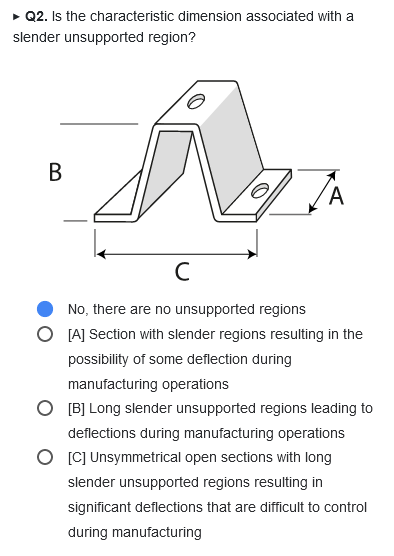 ▸ Q2. Is the characteristic dimension associated with a
slender unsupported region?
B
A
C
No, there are no unsupported regions
[A] Section with slender regions resulting in the
possibility of some deflection during
manufacturing operations
[B] Long slender unsupported regions leading to
deflections during manufacturing operations
[C] Unsymmetrical open sections with long
slender unsupported regions resulting in
significant deflections that are difficult to control
during manufacturing